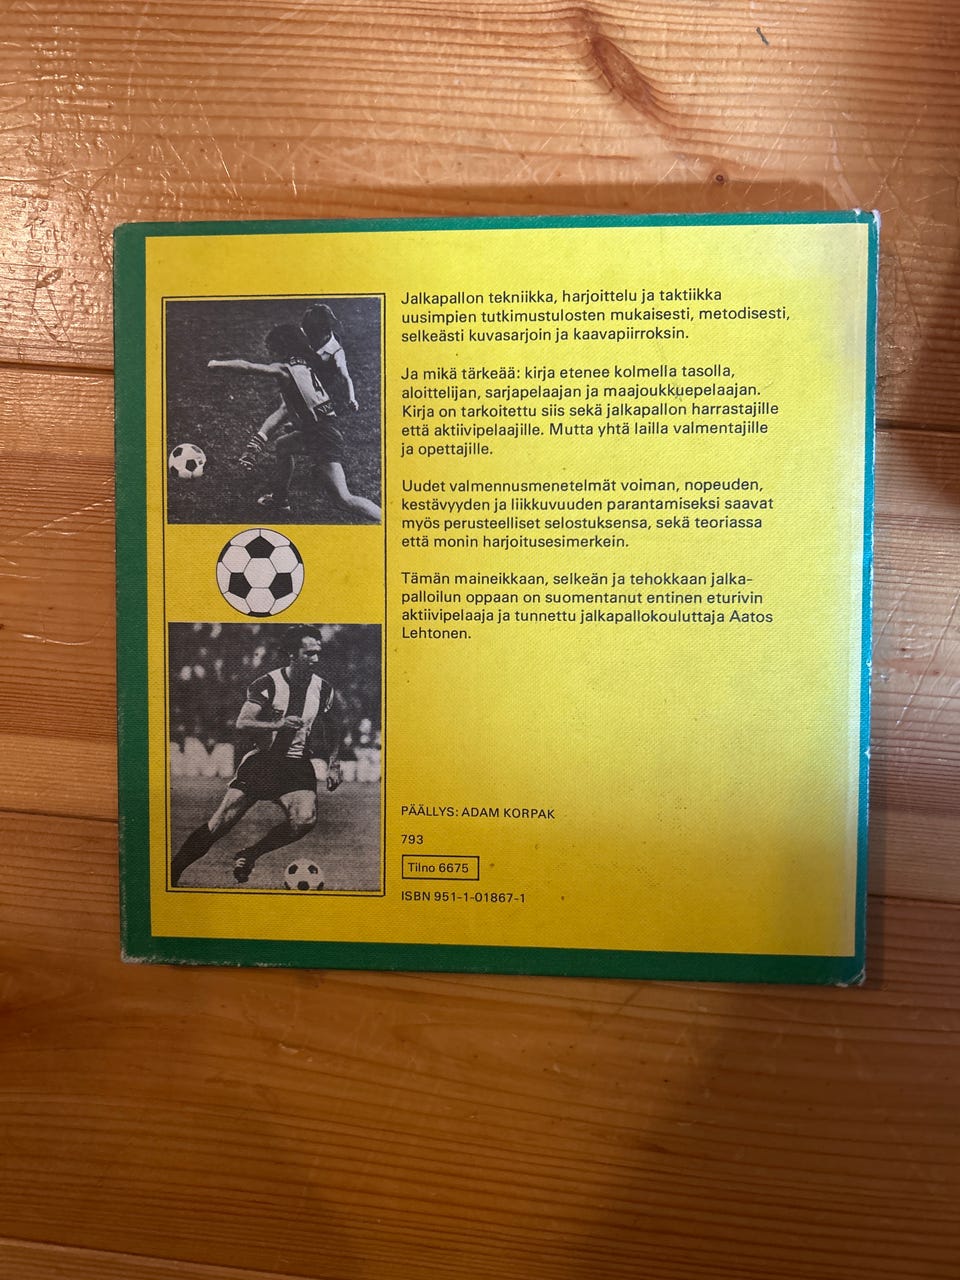 Jalkapallon tekniikka, harjoittelu ja taktiikka
uusimpien tutkimustulosten mukaisesti, metodisesti,
selkeästi kuvasarjoin ja kaavapiirroksin.
Ja mikä tärkeää: kirja etenee kolmella tasolla,
aloittelijan, sarjapelaajan ja maajoukkuepelaajan.
Kirja on tarkoitettu siis sekä jalkapallon harrastajille
että aktiivipelaajille. Mutta yhtä lailla valmentajille
ja opettajille.
Uudet valmennusmenetelmät voiman, nopeuden,
kestävyyden ja liikkuvuuden parantamiseksi saavat
myös perusteelliset selostuksensa, sekä teoriassa
että monin harjoitusesimerkein.
Tämän maineikkaan, selkeän ja tehokkaan jalka-
palloilun oppaan on suomentanut entinen eturivin
aktiivipelaaja ja tunnettu jalkapallokouluttaja Aatos
Lehtonen.
PÄÄLLYS: ADAM KORPAK
793
Tilno 6675
ISBN 951-1-01867-1